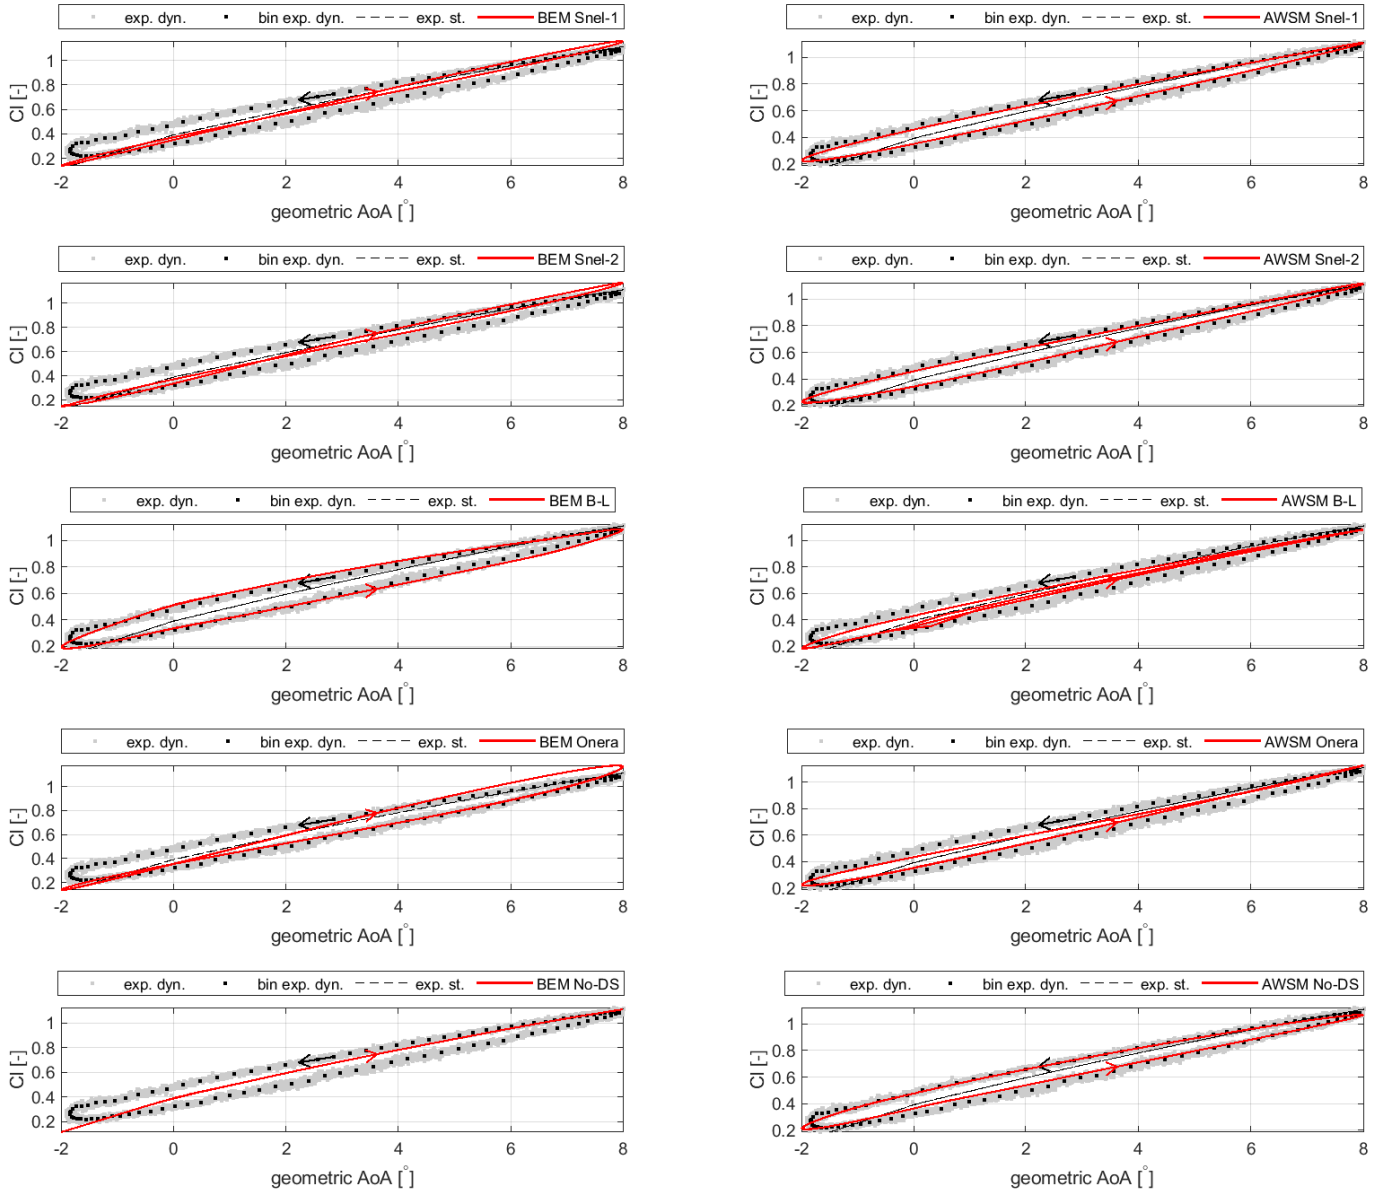 exp. dyn. bin exp. dyn. exp. st. BEM Snel-1
Cl [-]
1
0.8
0.6
0.4
0.2
-2 0 2 4 6 8
geometric AoA [°]
exp. dyn. bin exp. dyn. exp. st. AWSM Snel-1
Cl [-]
1
0.8
0.6
0.4
0.2
-2 0 2 4 6 8
geometric AoA [°]
exp. dyn. bin exp. dyn. exp. st. BEM Snel-2
Cl [-]
1
0.8
0.6
0.4
0.2
-2 0 2 4 6 8
geometric AoA [°]
exp. dyn. bin exp. dyn. exp. st. AWSM Snel-2
Cl [-]
1
0.8
0.6
0.4
0.2
-2 0 2 4 6 8
geometric AoA [°]
exp. dyn. bin exp. dyn. exp. st. BEM B-L
Cl [-]
1
0.8
0.6
0.4
0.2
-2 0 2 4 6 8
geometric AoA [°]
exp. dyn. bin exp. dyn. exp. st. AWSM B-L
Cl [-]
1
0.8
0.6
0.4
0.2
-2 0 2 4 6 8
geometric AoA [°]
exp. dyn. bin exp. dyn. exp. st. BEM Onera
Cl [-]
1
0.8
0.6
0.4
0.2
-2 0 2 4 6 8
geometric AoA [°]
exp. dyn. bin exp. dyn. exp. st. AWSM Onera
Cl [-]
1
0.8
0.6
0.4
0.2
-2 0 2 4 6 8
geometric AoA [°]
exp. dyn. bin exp. dyn. exp. st. BEM No-DS
Cl [-]
1
0.8
0.6
0.4
0.2
-2 0 2 4 6 8
geometric AoA [°]
exp. dyn. bin exp. dyn. exp. st. AWSM No-DS
Cl [-]
1
0.8
0.6
0.4
0.2
-2 0 2 4 6 8
geometric AoA [°]